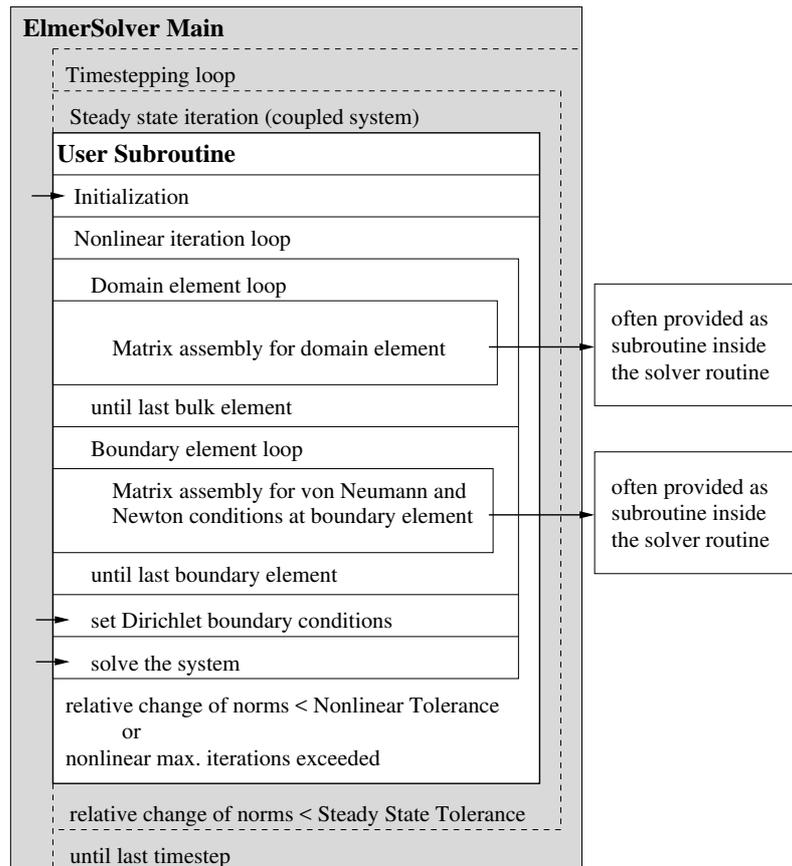 ElmerSolver Main
Timestepping loop
Steady state iteration (coupled system)
User Subroutine
Initialization
Nonlinear iteration loop
Domain element loop
Matrix assembly for domain element
often provided as
subroutine inside
the solver routine
until last bulk element
Boundary element loop
Matrix assembly for von Neumann and
Newton conditions at boundary element
often provided as
subroutine inside
the solver routine
until last boundary element
set Dirichlet boundary conditions
solve the system
relative change of norms < Nonlinear Tolerance
or
nonlinear max. iterations exceeded
relative change of norms < Steady State Tolerance
until last timestep